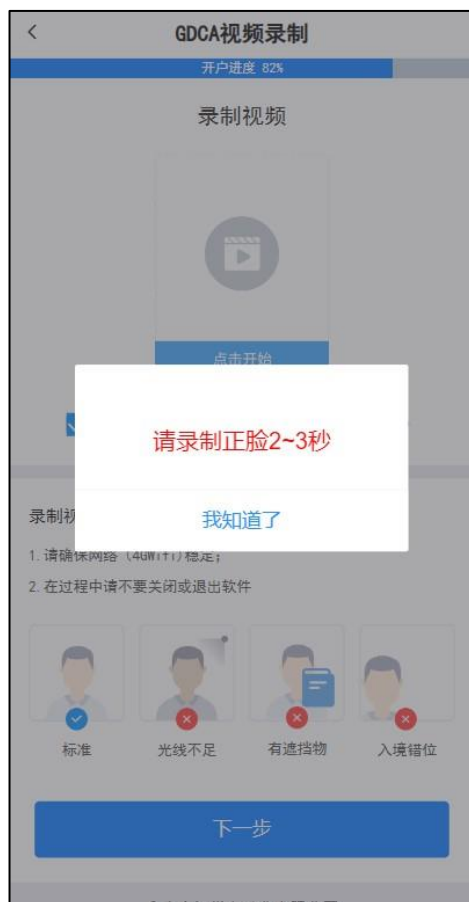 GDCA视频录制
开户进度 82%
录制视频
点击开始
请录制正脸2~3秒
我知道了
录制视
1. 请确保网络 (4GWifi)稳定;
2. 在过程中请不要关闭或退出软件
标准 光线不足 有遮挡物 入境错位
下一步